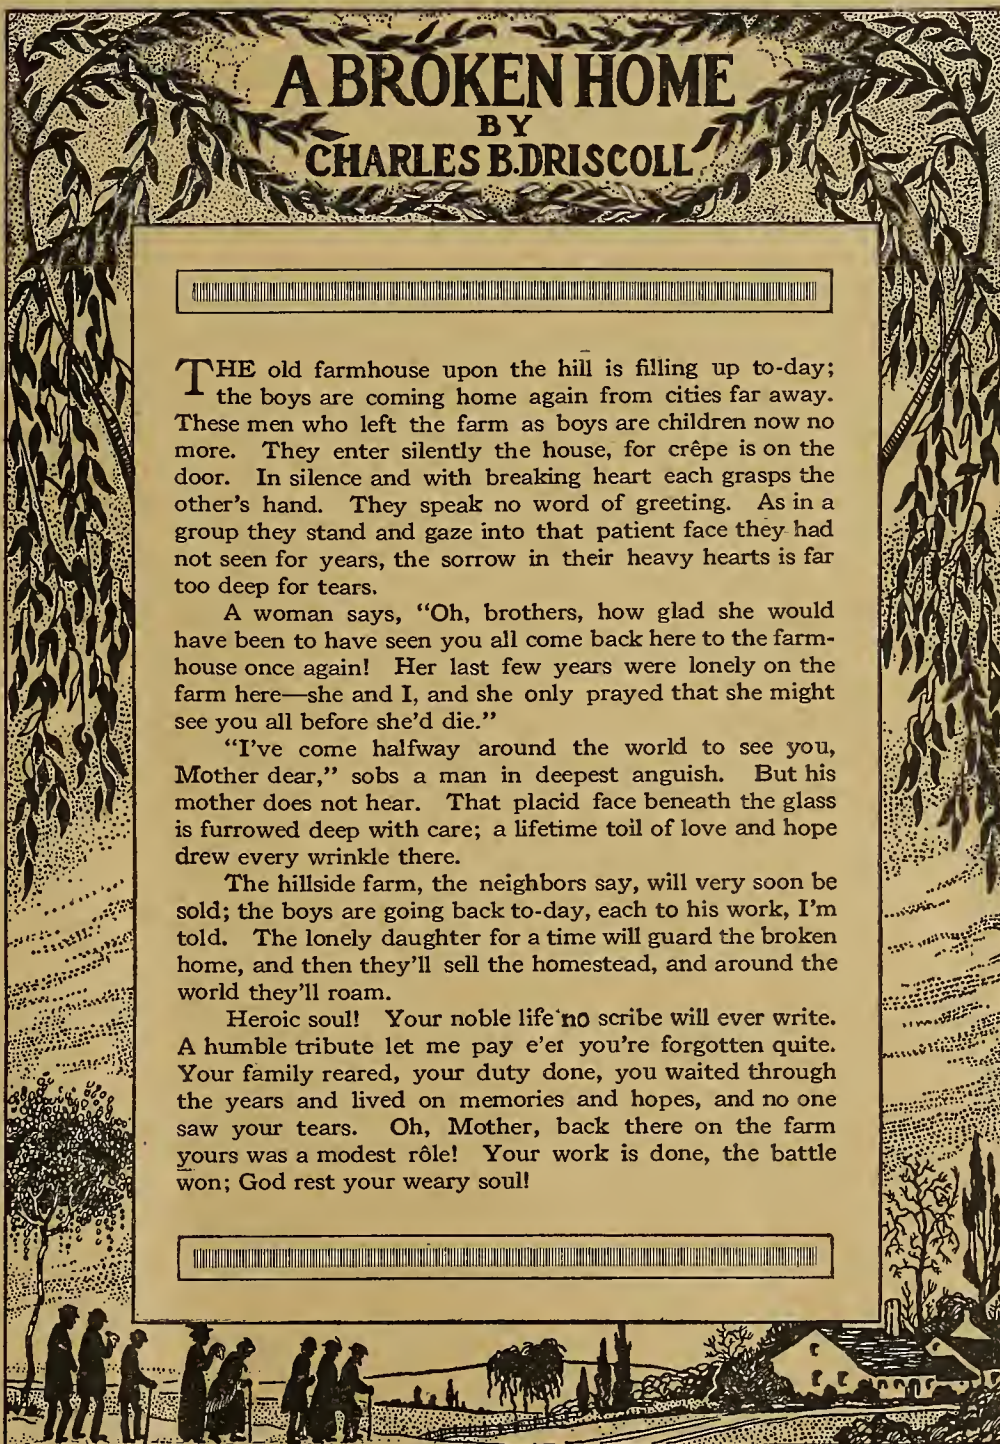 A BROKEN HOME
BY
CHARLES B. DRISCOLL
THE old farmhouse upon the hill is filling up to-day;
the boys are coming home again from cities far away.
These men who left the farm as boys are children now no
more. They enter silently the house, for crêpe is on the
door. In silence and with breaking heart each grasps the
other's hand. They speak no word of greeting. As in a
group they stand and gaze into that patient face they had
not seen for years, the sorrow in their heavy hearts is far
too deep for tears.
A woman says, "Oh, brothers, how glad she would
have been to have seen you all come back here to the farm-
house once again! Her last few years were lonely on the
farm here—she and I, and she only prayed that she might
see you all before she'd die."
"I've come halfway around the world to see you,
Mother dear," sobs a man in deepest anguish. But his
mother does not hear. That placid face beneath the glass
is furrowed deep with care; a lifetime toil of love and hope
drew every wrinkle there.
The hillside farm, the neighbors say, will very soon be
sold; the boys are going back to-day, each to his work, I'm
told. The lonely daughter for a time will guard the broken
home, and then they'll sell the homestead, and around the
world they'll roam.
Heroic soul! Your noble life no scribe will ever write.
A humble tribute let me pay e'er you're forgotten quite.
Your family reared, your duty done, you waited through
the years and lived on memories and hopes, and no one
saw your tears. Oh, Mother, back there on the farm
yours was a modest rôle! Your work is done, the battle
won; God rest your weary soul!